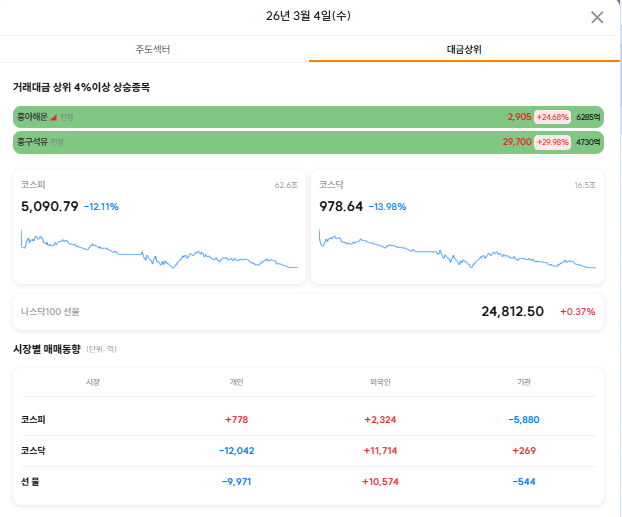 26년 3월 4일(수)
주도섹터 대금상위
거래대금 상위 4%이상 상승종목
흥아해운 전쟁 2,905 +24.68% 6285억
흥구석유 전쟁 29,700 +29.98% 4730억
코스피 62.6조 코스닥 16.5조
5,090.79 -12.11% 978.64 -13.98%
나스닥100 선물 24,812.50 +0.37%
시장별 매매동향 (단위: 억)
시장 개인 외국인 기관
코스피 +778 +2,324 -5,880
코스닥 -12,042 +11,714 +269
선 물 -9,971 +10,574 -544